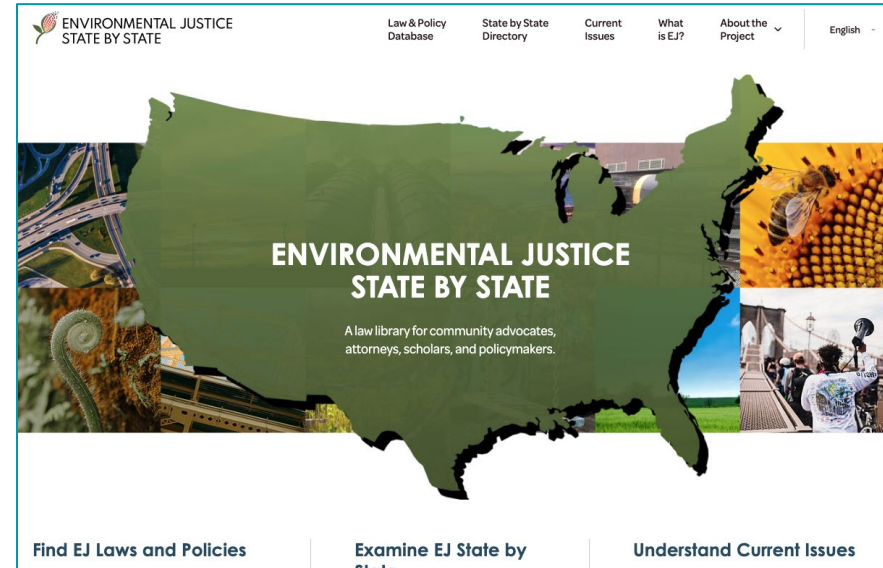 ENVIRONMENTAL JUSTICE
STATE BY STATE
Law & Policy
Database
State by State
Directory
Current
Issues
What
is EJ?
About the
Project
English
ENVIRONMENTAL JUSTICE
STATE BY STATE
A law library for community advocates,
attorneys, scholars, and policymakers.
Find EJ Laws and Policies
Examine EJ State by
State
Understand Current Issues